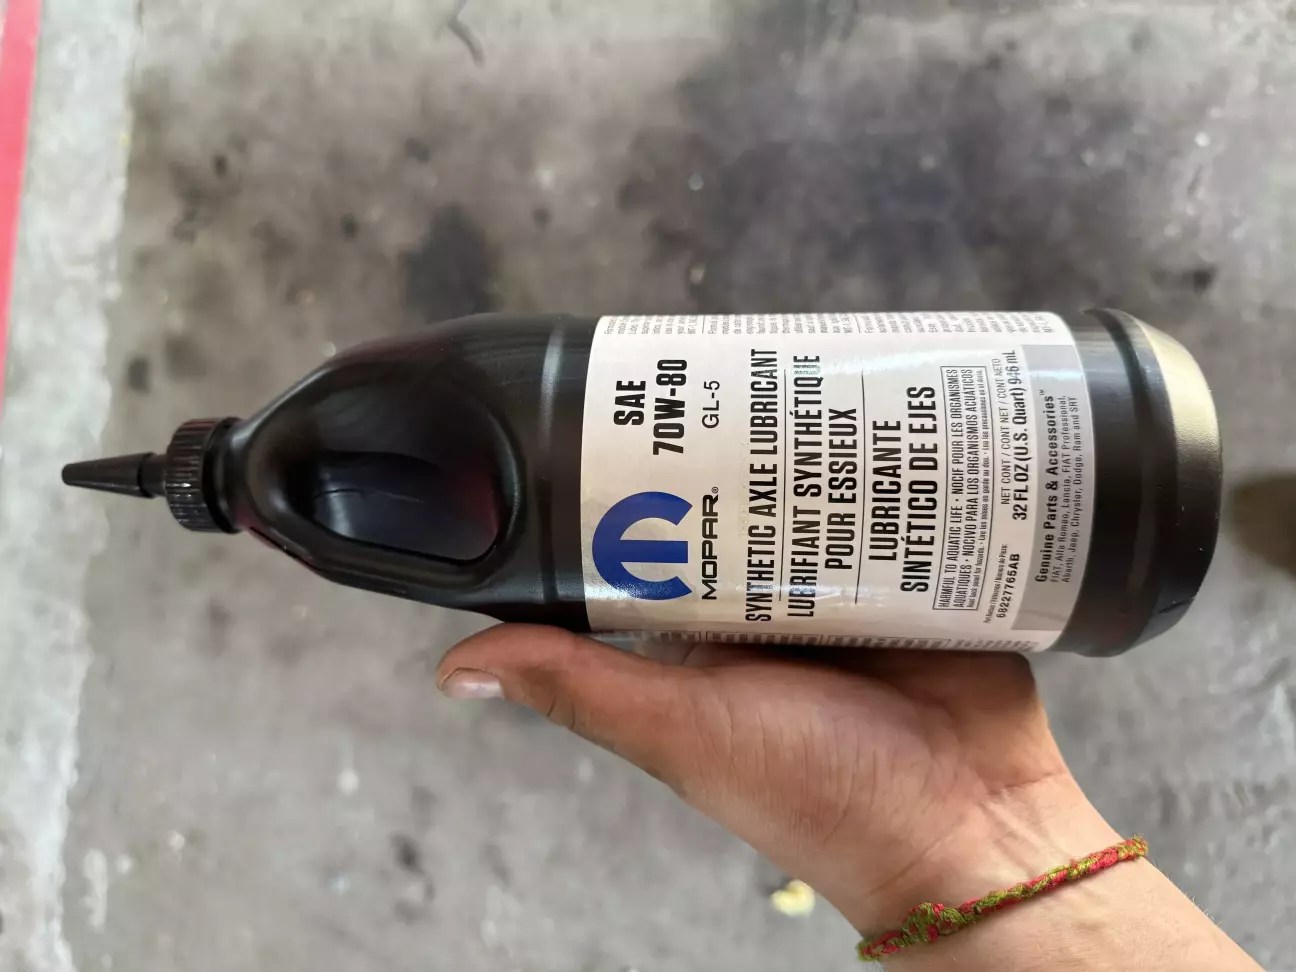 SAE
70W-80
GL-5
MOPAR®
SYNTHETIC AXLE LUBRICANT
LUBRIFIANT SYNTHÉTIQUE
POUR ESSIEUX
LUBRICANTE
SINTÉTICO DE EJES
HARMFUL TO AQUATIC LIFE • NOCIF POUR LES ORGANISMES
AQUATIQUES • NOCIVO PARA LOS ORGANISMOS ACUÁTICOS
NET CONT / CONT NET / CONT NETO
32 FL OZ (U.S. Quart) 946 mL
68227765AB
Genuine Parts & Accessories™
FIAT, Alfa Romeo, Lancia, FIAT Professional,
Abarth, Jeep, Chrysler, Dodge, Ram and SRT